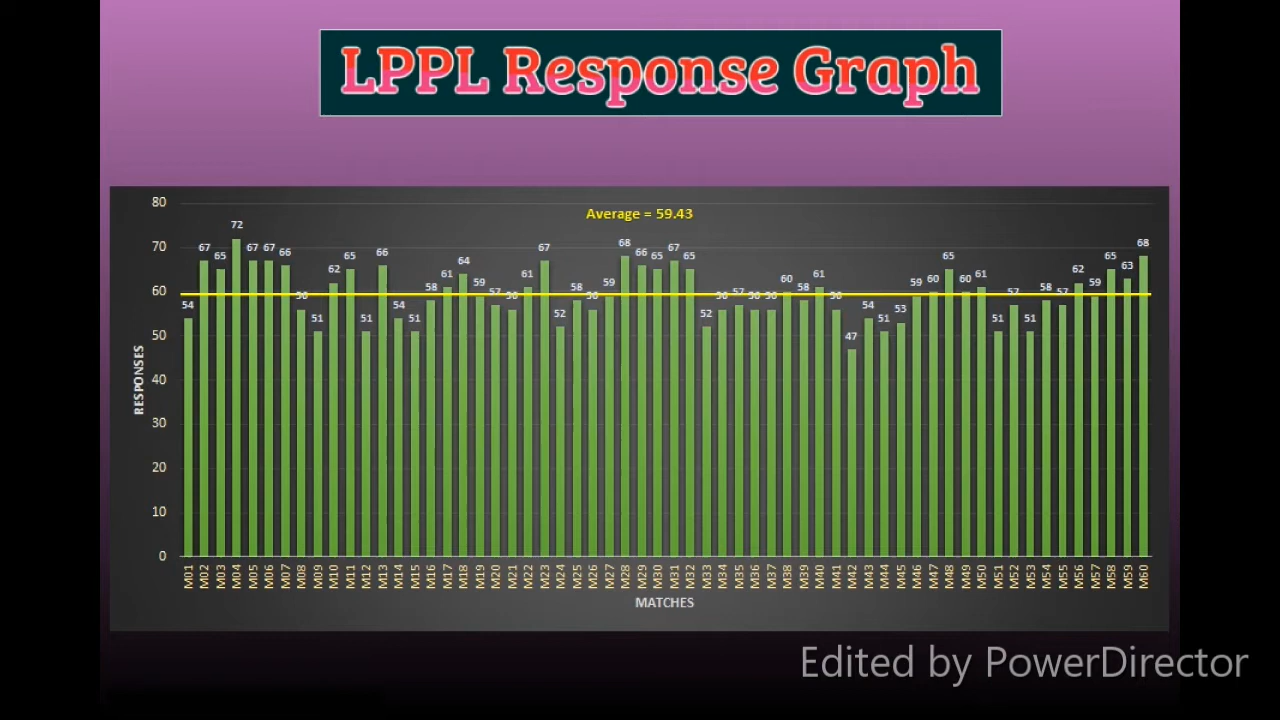 LPPL Response Graph
Average = 59.43
80
70
60
50
40
30
20
10
0
RESPONSES
54 67 65 72 67 67 66 56 51 62 65 51 66 54 51 58 61 64 59 57 56 61 67 52 58 56 59 68 66 65 67 65 52 56 57 56 56 60 58 61 56 47 54 51 53 59 60 65 60 61 51 57 51 58 57 62 59 65 63 68
M01 M02 M03 M04 M05 M06 M07 M08 M09 M10 M11 M12 M13 M14 M15 M16 M17 M18 M19 M20 M21 M22 M23 M24 M25 M26 M27 M28 M29 M30 M31 M32 M33 M34 M35 M36 M37 M38 M39 M40 M41 M42 M43 M44 M45 M46 M47 M48 M49 M50 M51 M52 M53 M54 M55 M56 M57 M58 M59 M60
MATCHES
Edited by PowerDirector